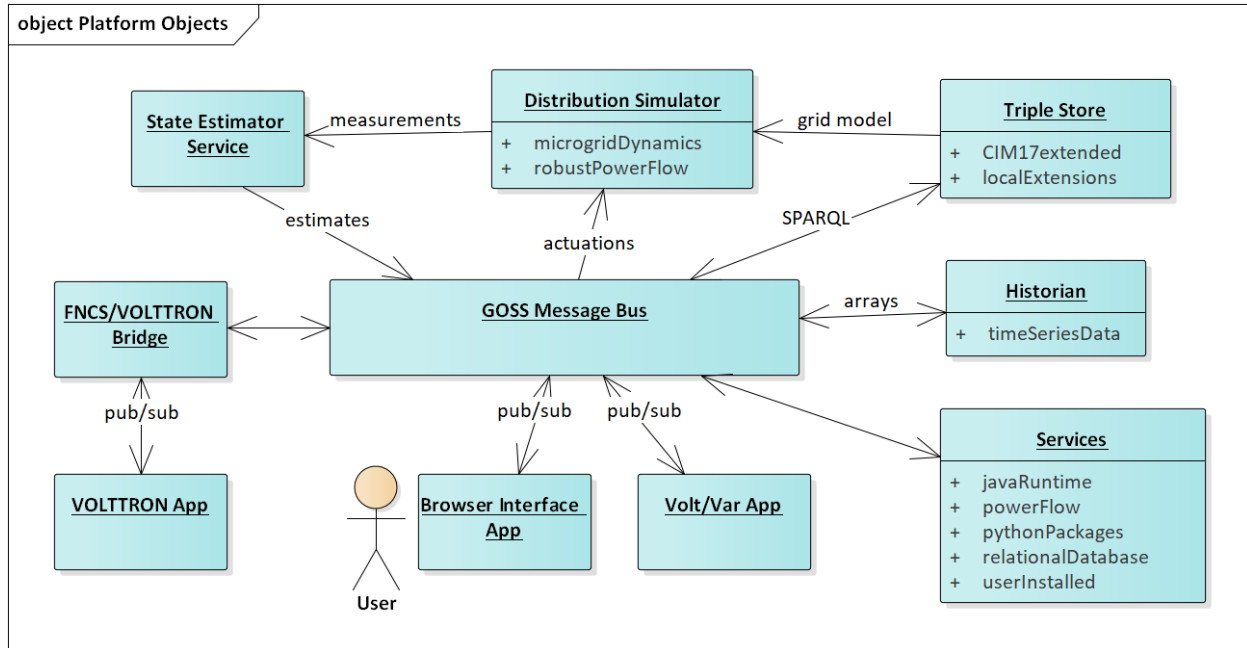 object Platform Objects
State Estimator
Service
measurements
Distribution Simulator
+ microgridDynamics
+ robustPowerFlow
grid model
Triple Store
+ CIM17extended
+ localExtensions
estimates
actuations
SPARQL
FNCS/VOLTTRON
Bridge
GOSS Message Bus
arrays
Historian
+ timeSeriesData
pub/sub
pub/sub
pub/sub
VOLTTRON App
User
Browser Interface
App
Volt/Var App
Services
+ javaRuntime
+ powerFlow
+ pythonPackages
+ relationalDatabase
+ userInstalled